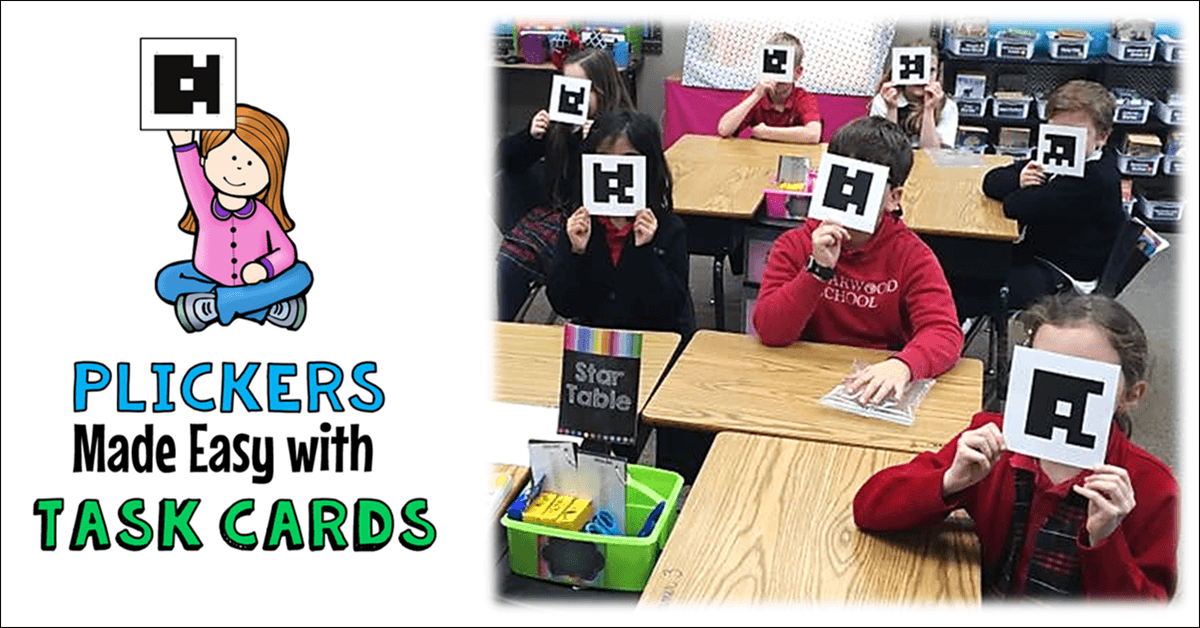 PLICKERS
Made Easy with
TASK CARDS
Star
Table
SCHOOL